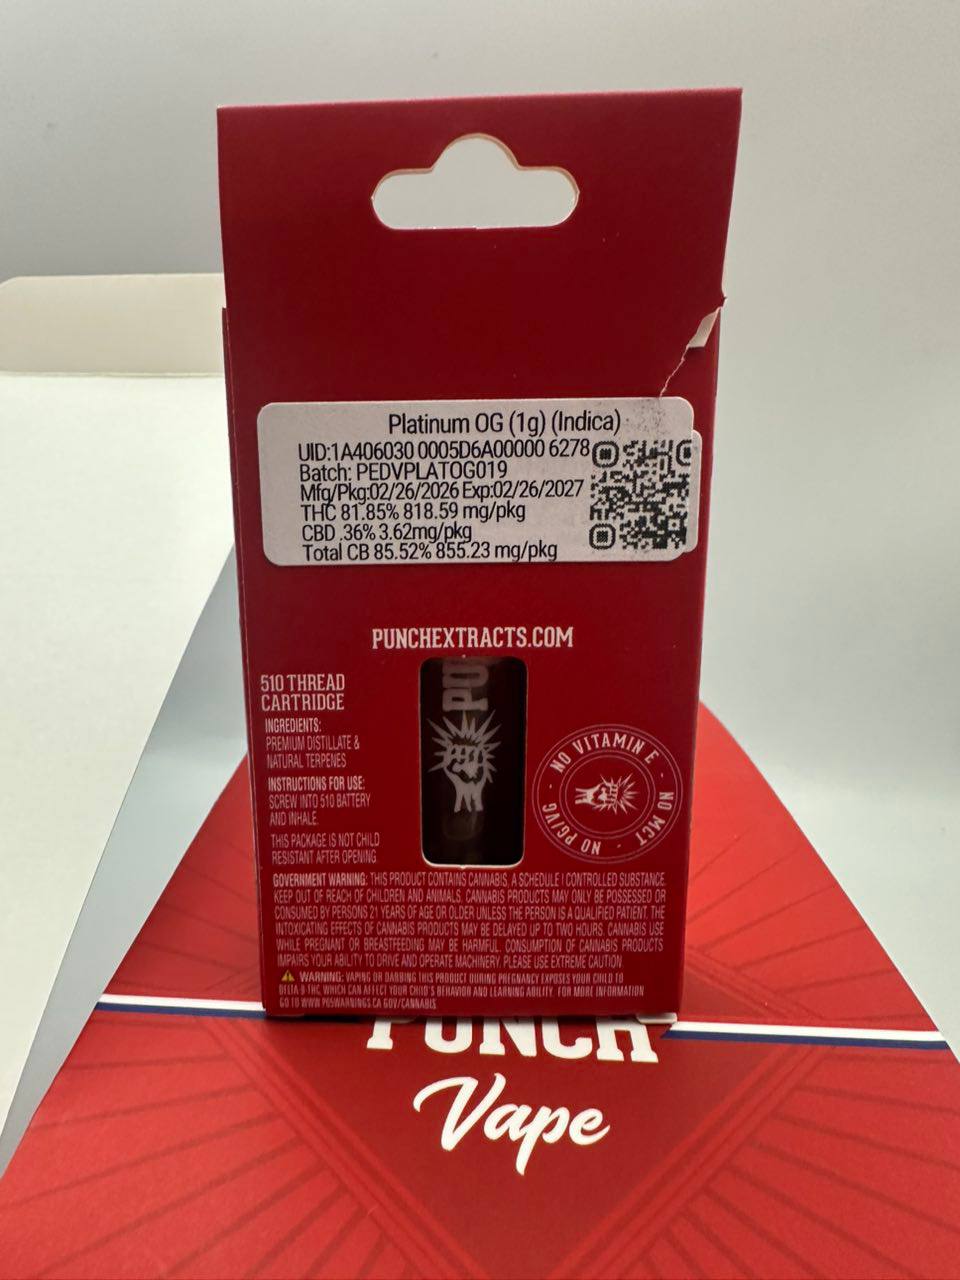 Platinum OG (1g) (Indica)
UID:1A406030 0005D6A00000 6278
Batch: PEDVPLATOG019
Mfg/Pkg:02/26/2026 Exp:02/26/2027
THC 81.85% 818.59 mg/pkg
CBD .36% 3.62mg/pkg
Total CB 85.52% 855.23 mg/pkg
PUNCHEXTRACTS.COM
510 THREAD
CARTRIDGE
INGREDIENTS:
PREMIUM DISTILLATE &
NATURAL TERPENES
INSTRUCTIONS FOR USE:
SCREW INTO 510 BATTERY
AND INHALE.
THIS PACKAGE IS NOT CHILD
RESISTANT AFTER OPENING.
PU
NO VITAMIN E · NO MCT · NO PG/VG ·
GOVERNMENT WARNING: THIS PRODUCT CONTAINS CANNABIS, A SCHEDULE I CONTROLLED SUBSTANCE.
KEEP OUT OF REACH OF CHILDREN AND ANIMALS. CANNABIS PRODUCTS MAY ONLY BE POSSESSED OR
CONSUMED BY PERSONS 21 YEARS OF AGE OR OLDER UNLESS THE PERSON IS A QUALIFIED PATIENT. THE
INTOXICATING EFFECTS OF CANNABIS PRODUCTS MAY BE DELAYED UP TO TWO HOURS. CANNABIS USE
WHILE PREGNANT OR BREASTFEEDING MAY BE HARMFUL. CONSUMPTION OF CANNABIS PRODUCTS
IMPAIRS YOUR ABILITY TO DRIVE AND OPERATE MACHINERY. PLEASE USE EXTREME CAUTION.
WARNING: VAPING OR DABBING THIS PRODUCT DURING PREGNANCY EXPOSES YOUR CHILD TO
DELTA-9-THC, WHICH CAN AFFECT YOUR CHILD'S BEHAVIOR AND LEARNING ABILITY. FOR MORE INFORMATION
GO TO WWW.P65WARNINGS.CA.GOV/CANNABIS.
PUNCH
Vape